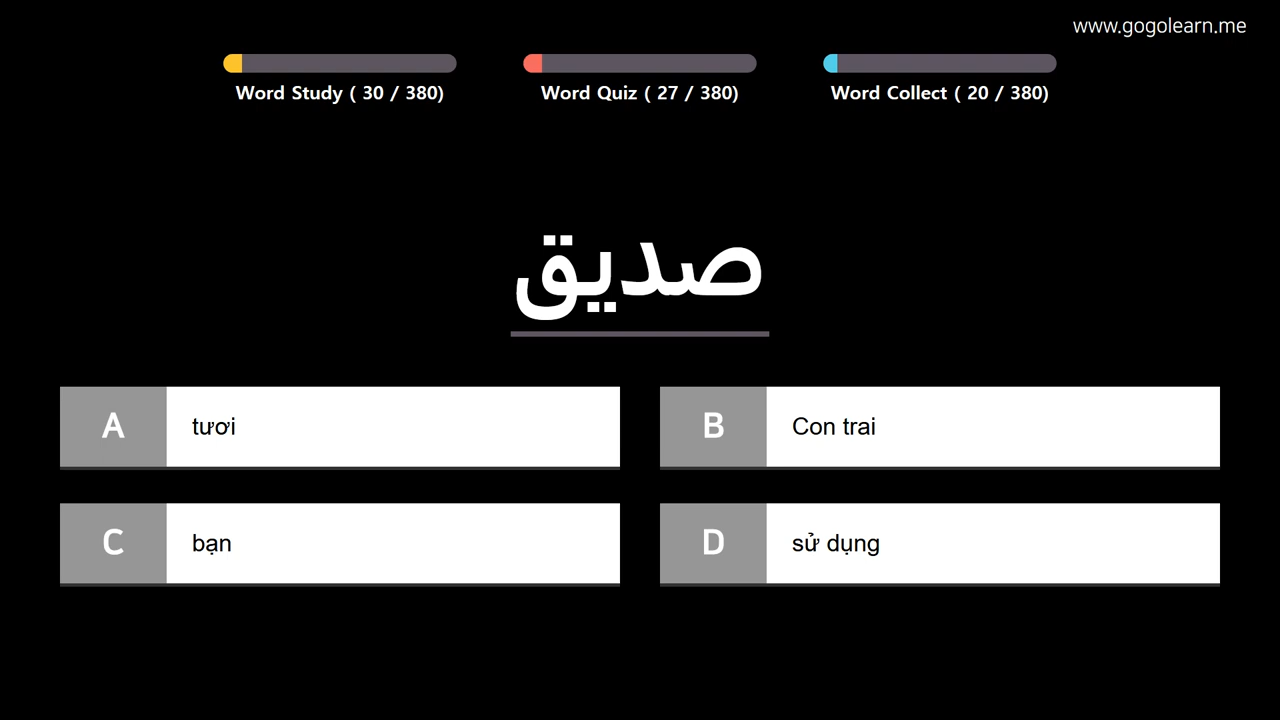 www.gogolearn.me
Word Study ( 30 / 380)
Word Quiz ( 27 / 380)
Word Collect ( 20 / 380)
صديق
A tươi
B Con trai
C bạn
D sử dụng